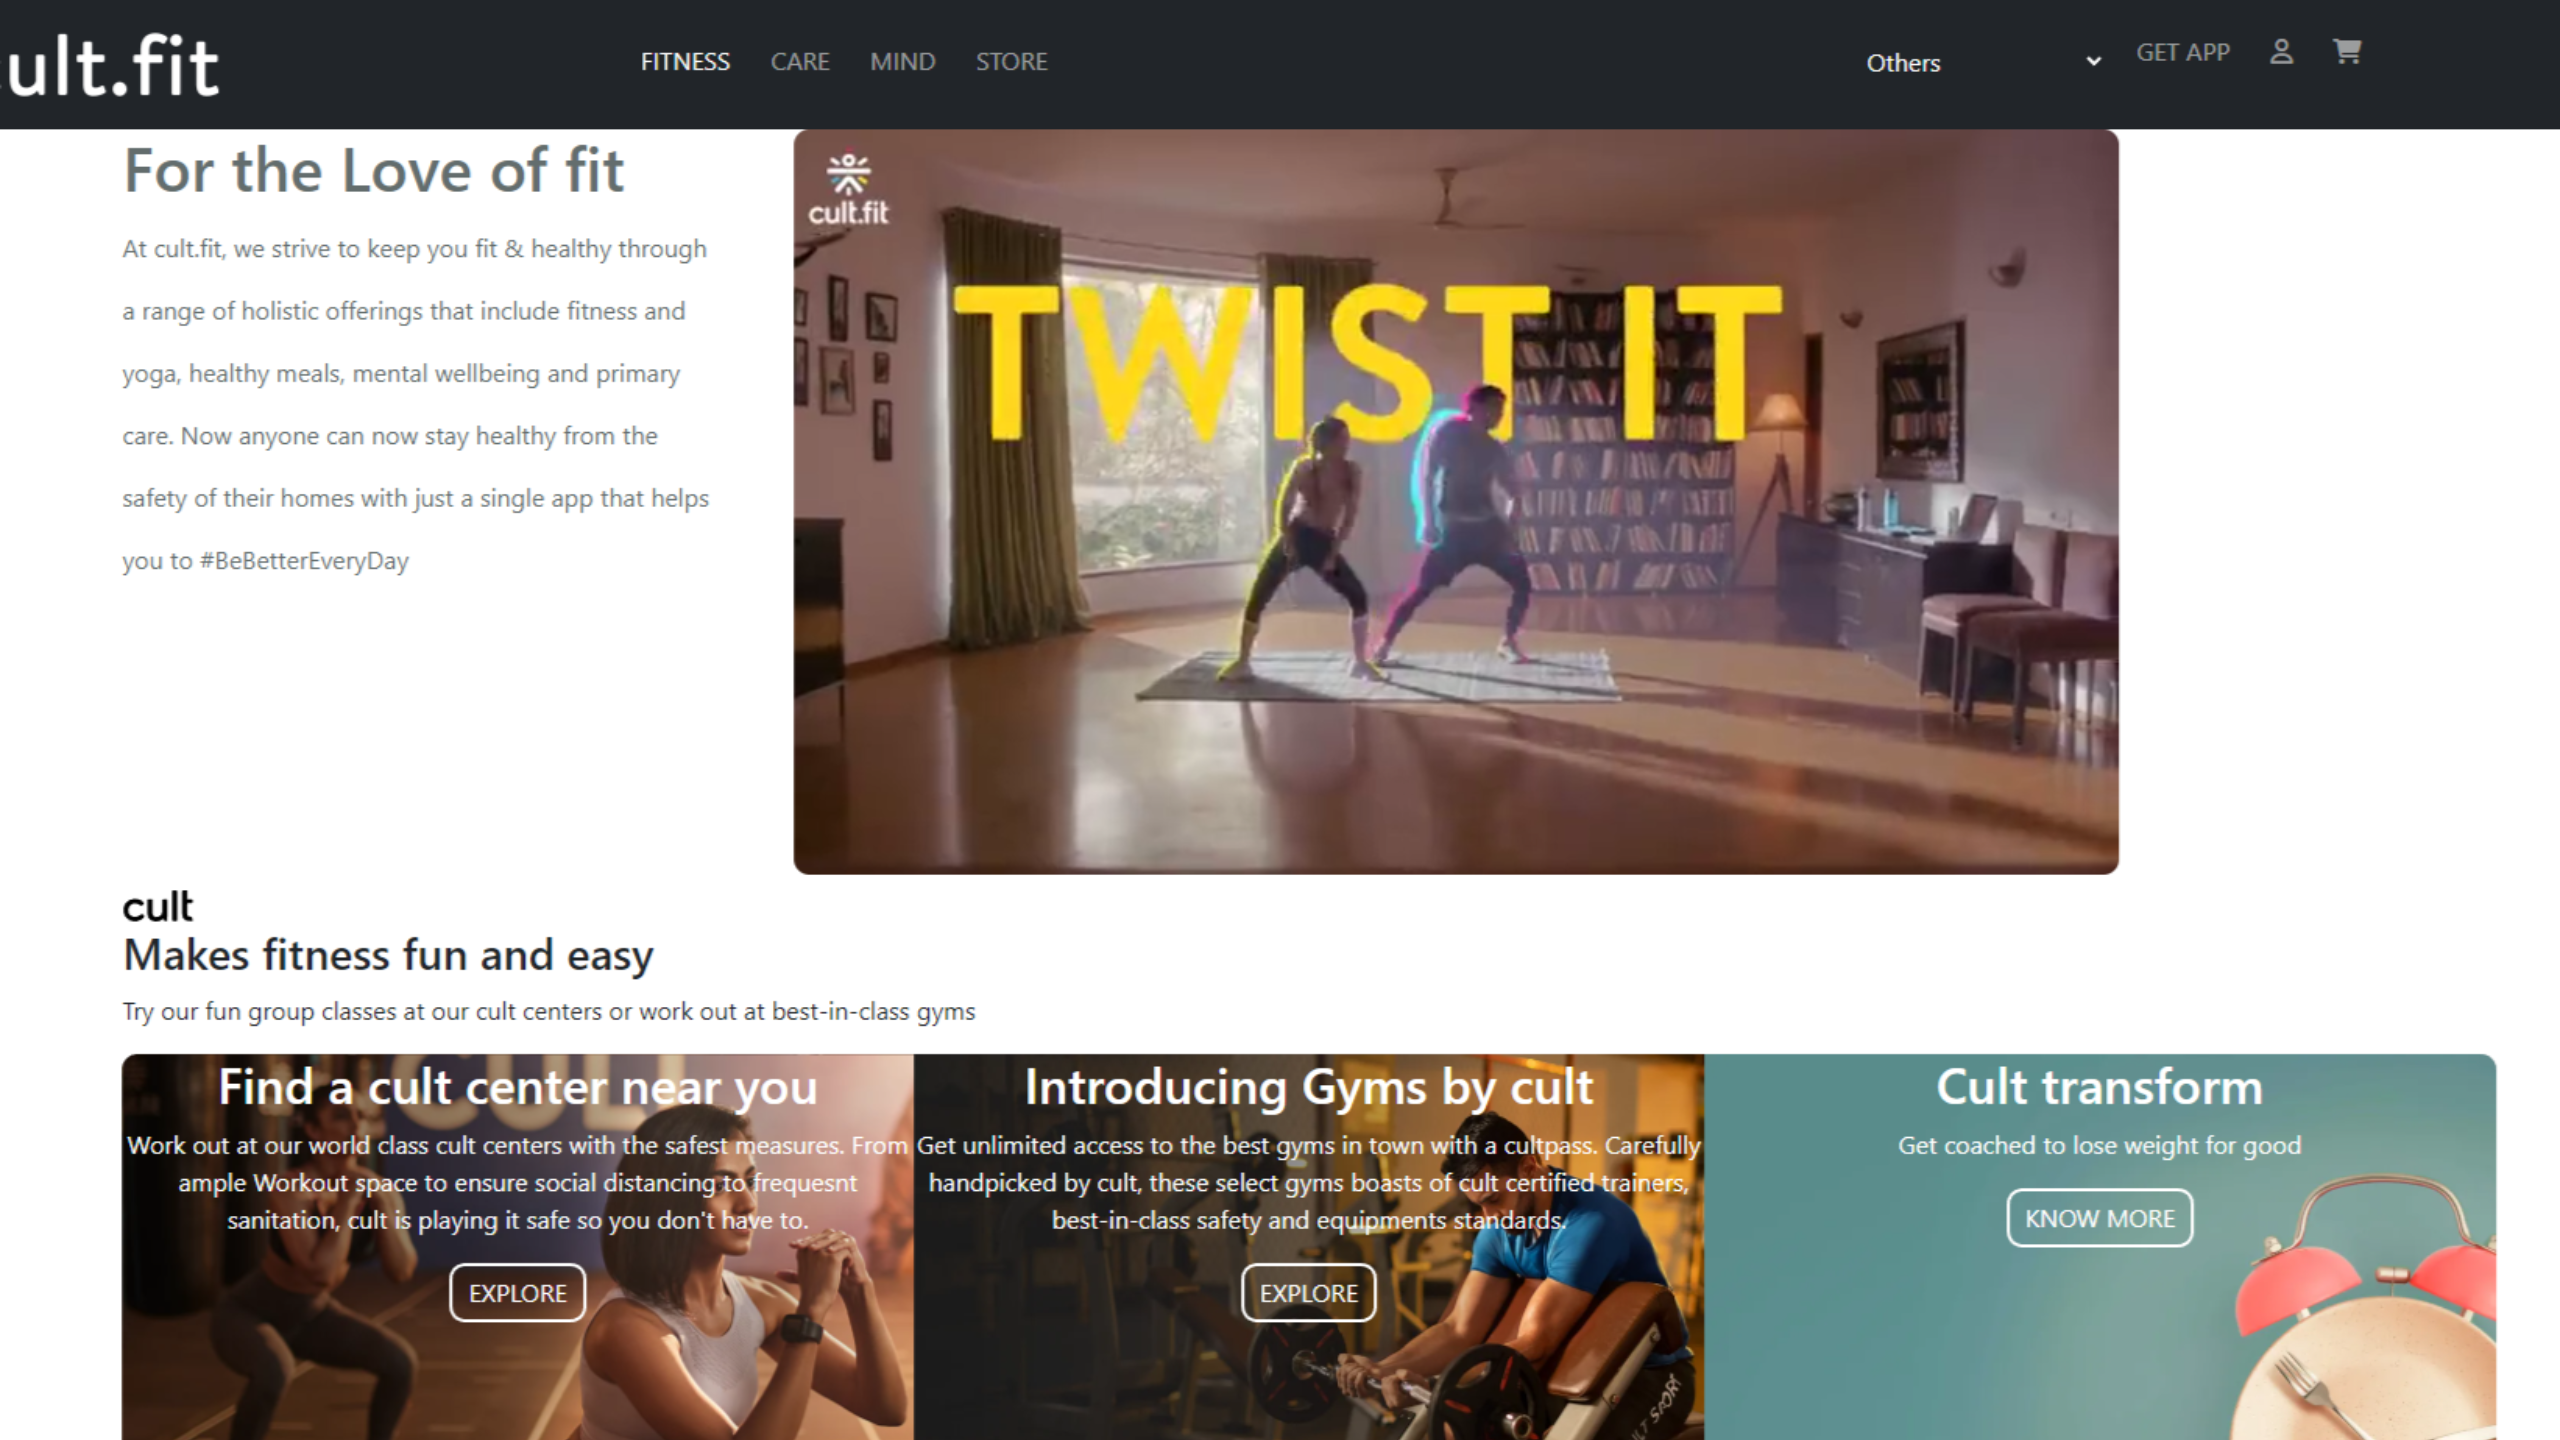 ult.fit
FITNESS CARE MIND STORE
Others
GET APP
For the Love of fit
At cult.fit, we strive to keep you fit & healthy through
a range of holistic offerings that include fitness and
yoga, healthy meals, mental wellbeing and primary
care. Now anyone can now stay healthy from the
safety of their homes with just a single app that helps
you to #BeBetterEveryDay
cult.fit
TWIST IT
cult
Makes fitness fun and easy
Try our fun group classes at our cult centers or work out at best-in-class gyms
CULT
Find a cult center near you
Work out at our world class cult centers with the safest measures. From
ample Workout space to ensure social distancing to frequesnt
sanitation, cult is playing it safe so you don't have to.
EXPLORE
Introducing Gyms by cult
Get unlimited access to the best gyms in town with a cultpass. Carefully
handpicked by cult, these select gyms boasts of cult certified trainers,
best-in-class safety and equipments standards.
EXPLORE
Cult transform
Get coached to lose weight for good
KNOW MORE